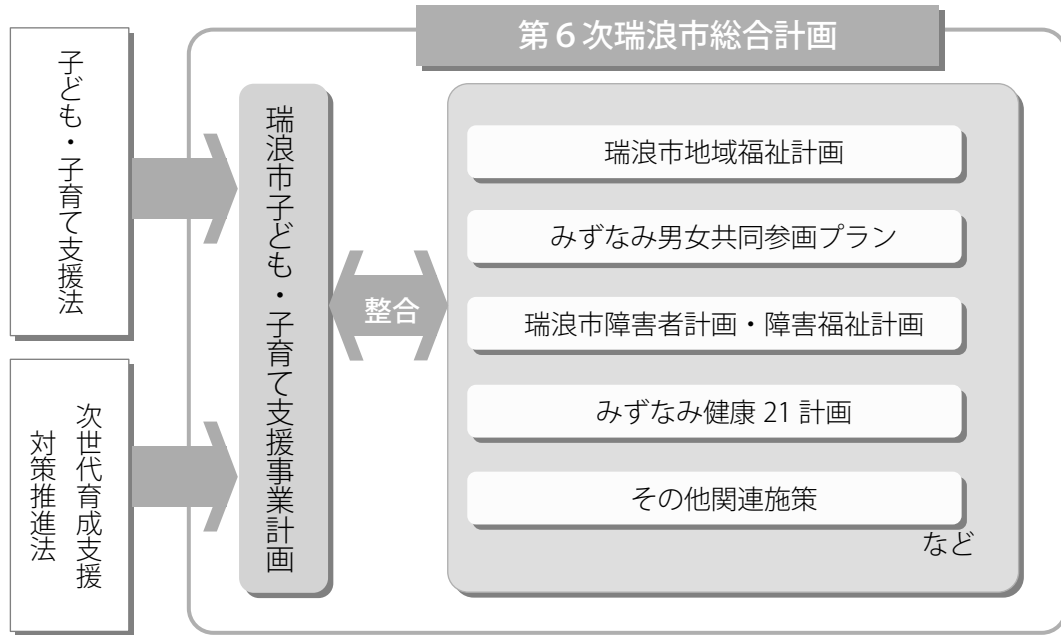 第６次瑞浪市総合計画
子ども・子育て支援法
次世代育成支援
対策推進法
瑞浪市子ども・子育て支援事業計画
整合
瑞浪市地域福祉計画
みずなみ男女共同参画プラン
瑞浪市障害者計画・障害福祉計画
みずなみ健康 21 計画
その他関連施策
など